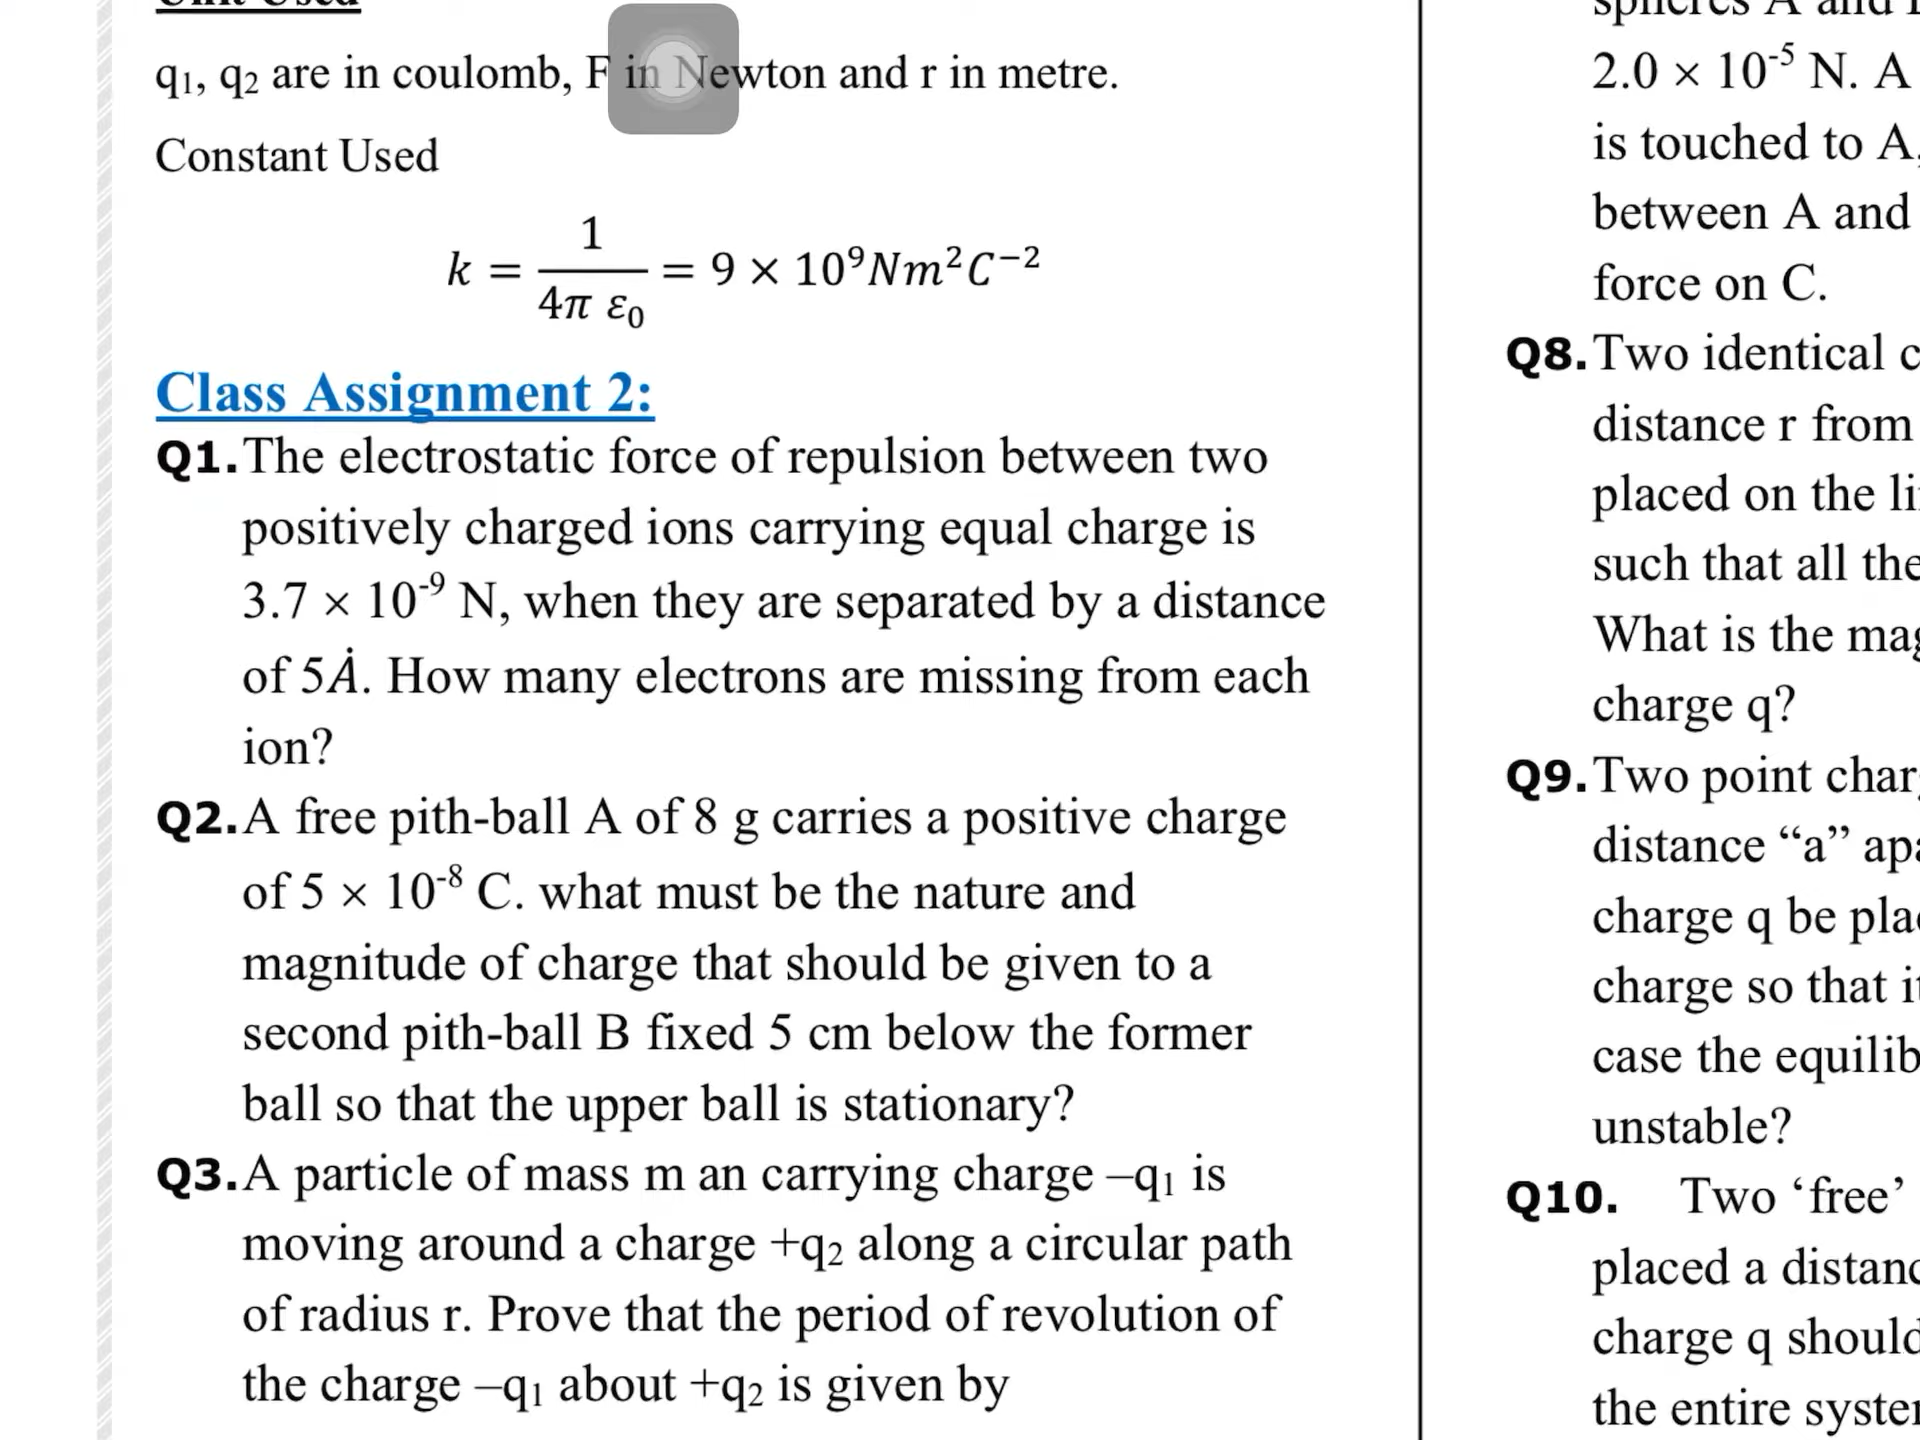 q₁, q₂ are in coulomb, F in Newton and r in metre.
Constant Used
k = 1 / 4π ε₀ = 9 × 10⁹Nm²C⁻²
Class Assignment 2:
Q1. The electrostatic force of repulsion between two
positively charged ions carrying equal charge is
3.7 × 10⁻⁹ N, when they are separated by a distance
of 5Ȧ. How many electrons are missing from each
ion?
Q2. A free pith-ball A of 8 g carries a positive charge
of 5 × 10⁻⁸ C. what must be the nature and
magnitude of charge that should be given to a
second pith-ball B fixed 5 cm below the former
ball so that the upper ball is stationary?
Q3. A particle of mass m an carrying charge –q₁ is
moving around a charge +q₂ along a circular path
of radius r. Prove that the period of revolution of
the charge –q₁ about +q₂ is given by
spheres A and
2.0 × 10⁻⁵ N. A
is touched to A,
between A and
force on C.
Q8. Two identical
distance r from
placed on the
such that all the
What is the
charge q?
Q9. Two point
distance “a”
charge q be
charge so that
case the
unstable?
Q10. Two ‘free’
placed a
charge q should
the entire